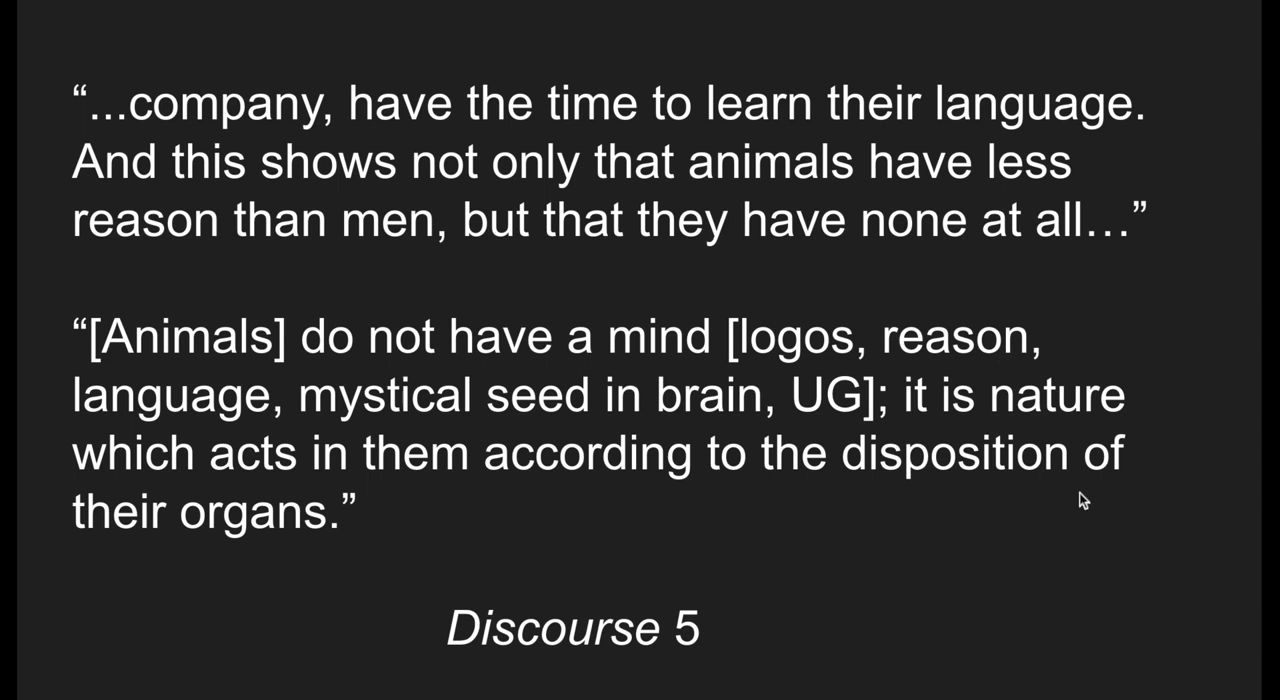 “...company, have the time to learn their language.
And this shows not only that animals have less
reason than men, but that they have none at all…”
“[Animals] do not have a mind [logos, reason,
language, mystical seed in brain, UG]; it is nature
which acts in them according to the disposition of
their organs.”
Discourse 5